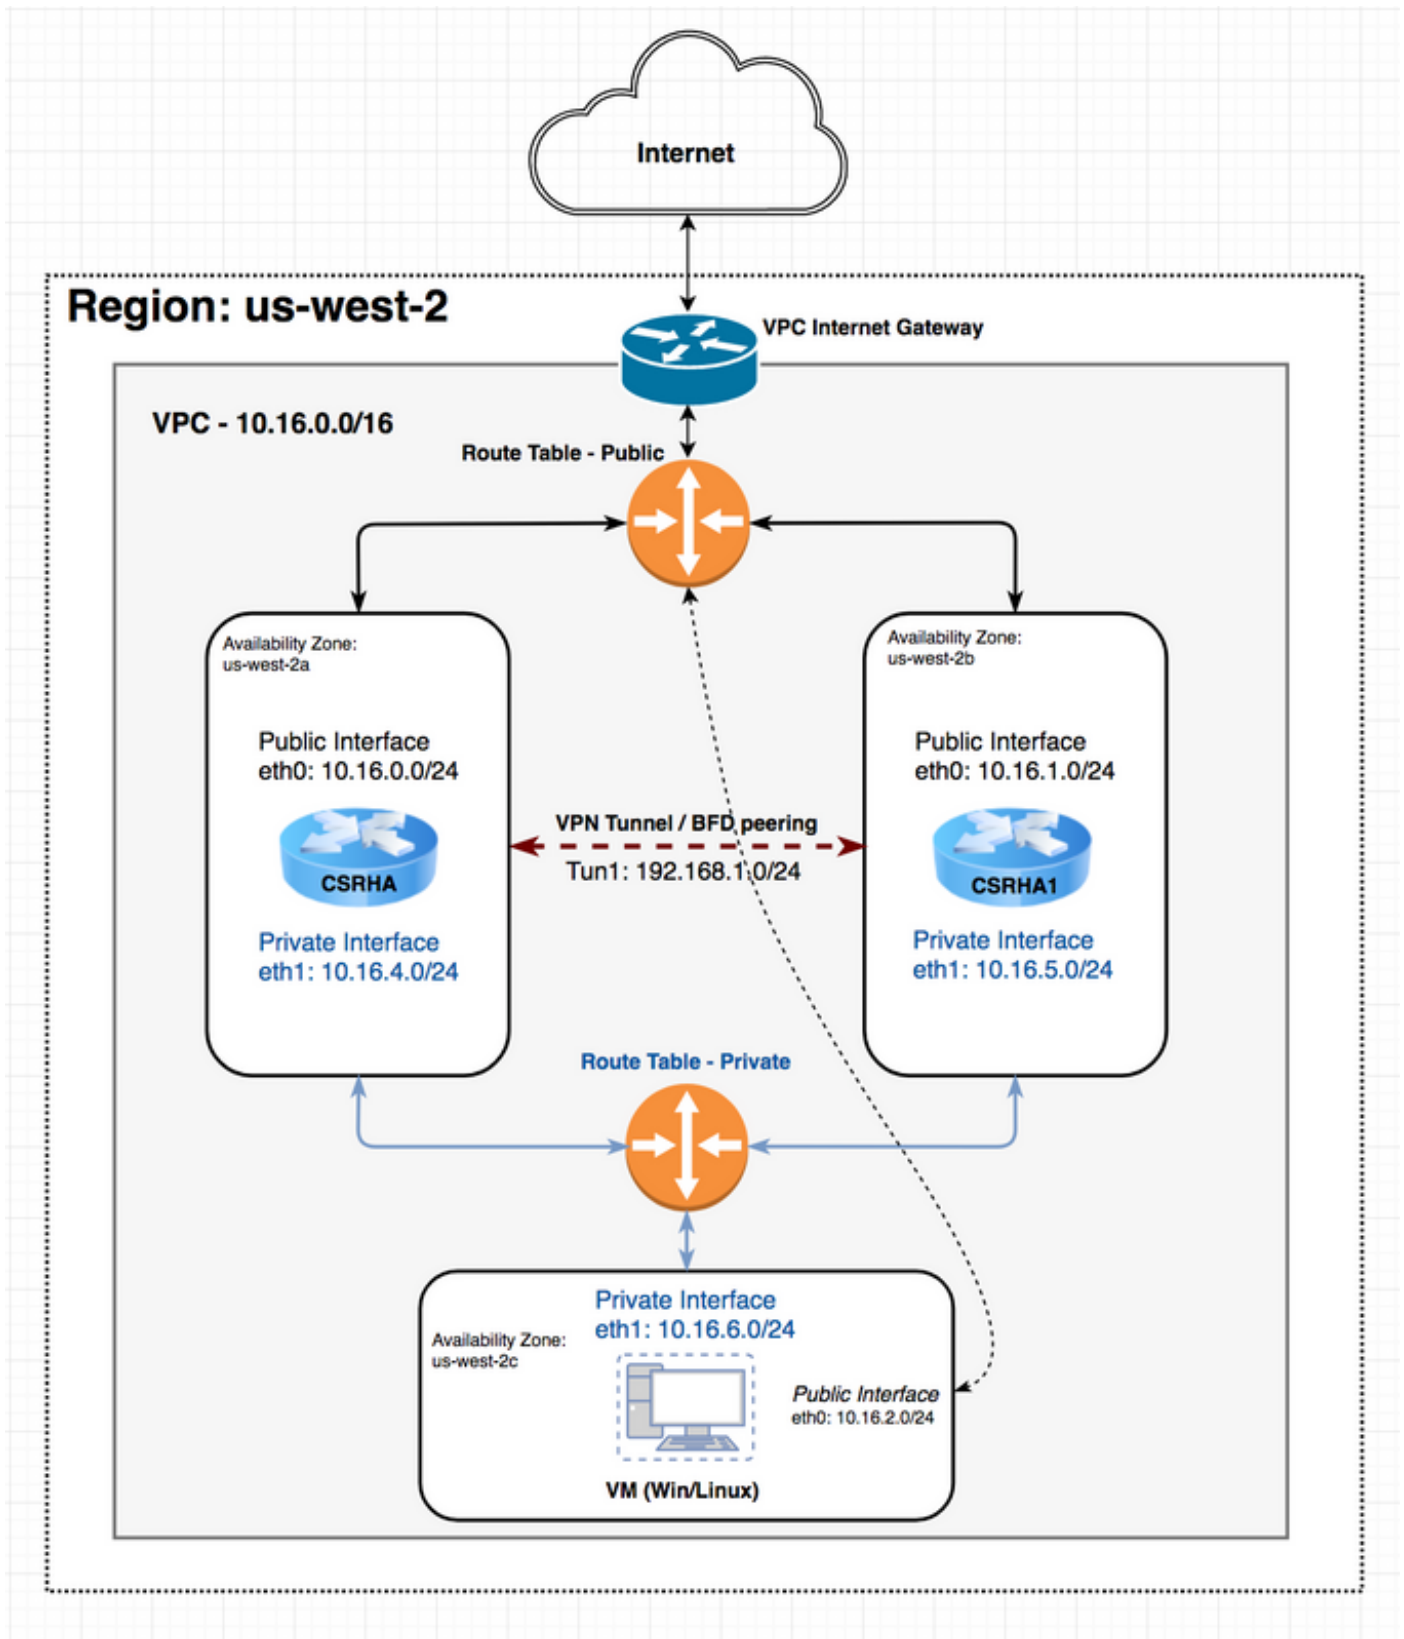 Internet
Region: us-west-2
VPC Internet Gateway
VPC - 10.16.0.0/16
Route Table - Public
Availability Zone:
us-west-2a
Public Interface
eth0: 10.16.0.0/24
CSRHA
Private Interface
eth1: 10.16.4.0/24
VPN Tunnel / BFD peering
Tun1: 192.168.1.0/24
Availability Zone:
us-west-2b
Public Interface
eth0: 10.16.1.0/24
CSRHA1
Private Interface
eth1: 10.16.5.0/24
Route Table - Private
Private Interface
eth1: 10.16.6.0/24
Availability Zone:
us-west-2c
Public Interface
eth0: 10.16.2.0/24
VM (Win/Linux)